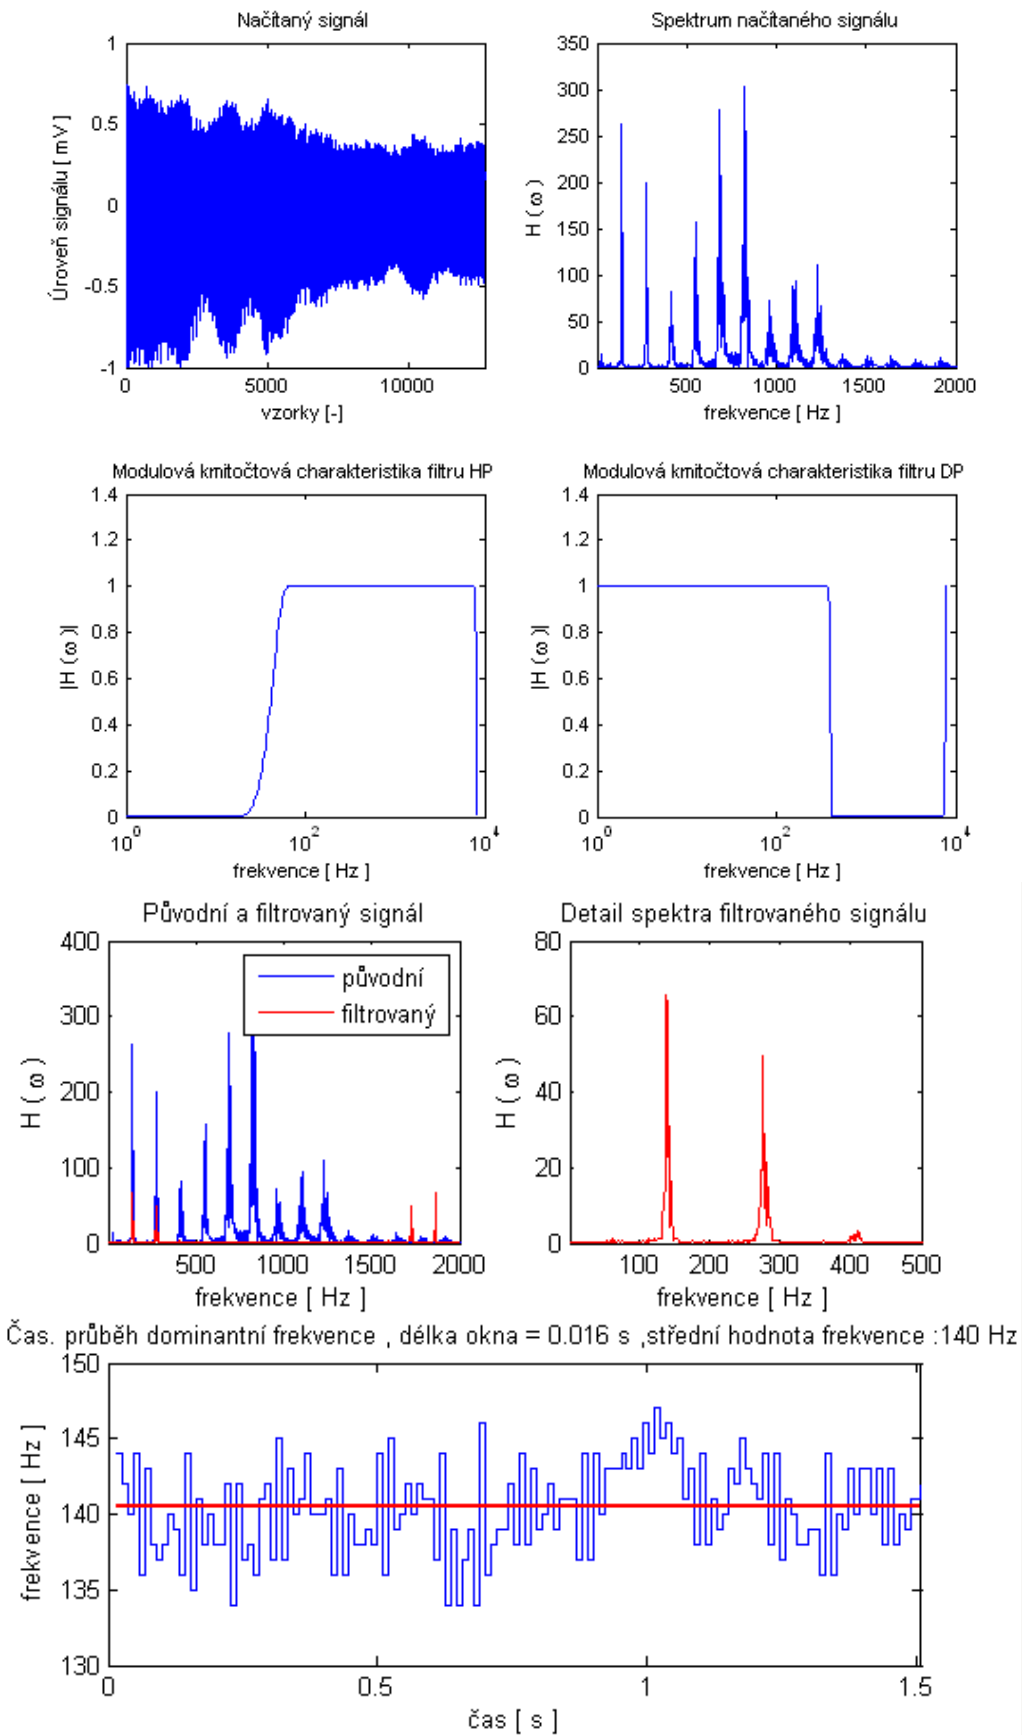 Načítaný signál
Úroveň signálu [ mV ]
1
0.5
0
-0.5
-1
0 5000 10000
vzorky [-]
Spektrum načítaného signálu
H ( ω )
350
300
250
200
150
100
50
0
500 1000 1500 2000
frekvence [ Hz ]
Modulová kmitočtová charakteristika filtru HP
|H ( ω )|
1.4
1.2
1
0.8
0.6
0.4
0.2
0
10^0 10^2 10^4
frekvence [ Hz ]
Modulová kmitočtová charakteristika filtru DP
|H ( ω )|
1.4
1.2
1
0.8
0.6
0.4
0.2
0
10^0 10^2 10^4
frekvence [ Hz ]
Původní a filtrovaný signál
H ( ω )
400
300
200
100
0
původní
filtrovaný
500 1000 1500 2000
frekvence [ Hz ]
Detail spektra filtrovaného signálu
H ( ω )
80
60
40
20
0
100 200 300 400 500
frekvence [ Hz ]
Čas. průběh dominantní frekvence , délka okna = 0.016 s ,střední hodnota frekvence :140 Hz
frekvence [ Hz ]
150
145
140
135
130
0 0.5 1 1.5
čas [ s ]